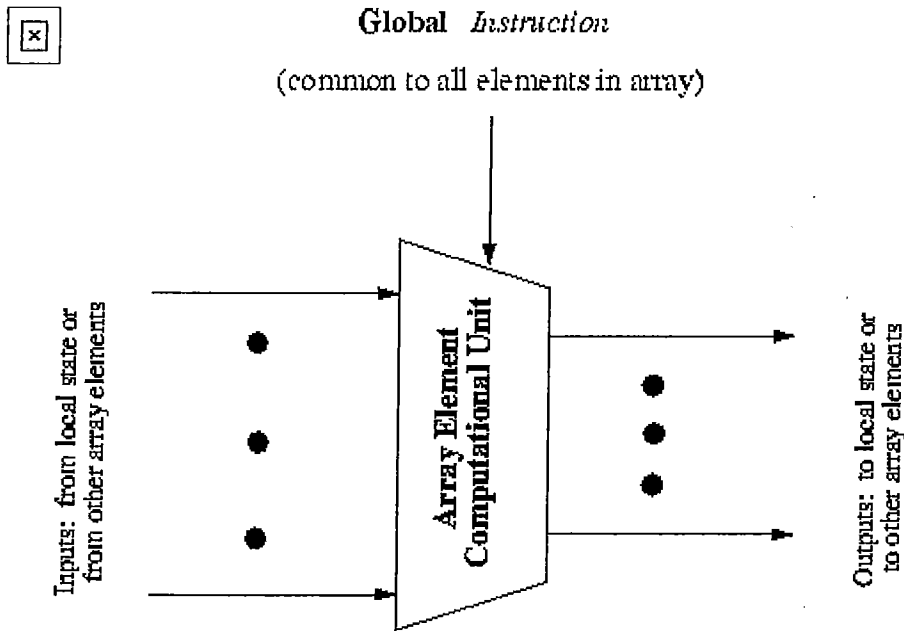 Global Instruction
(common to all elements in array)
Inputs: from local state or
from other array elements
Array Element
Computational Unit
Outputs: to local state or
to other array elements